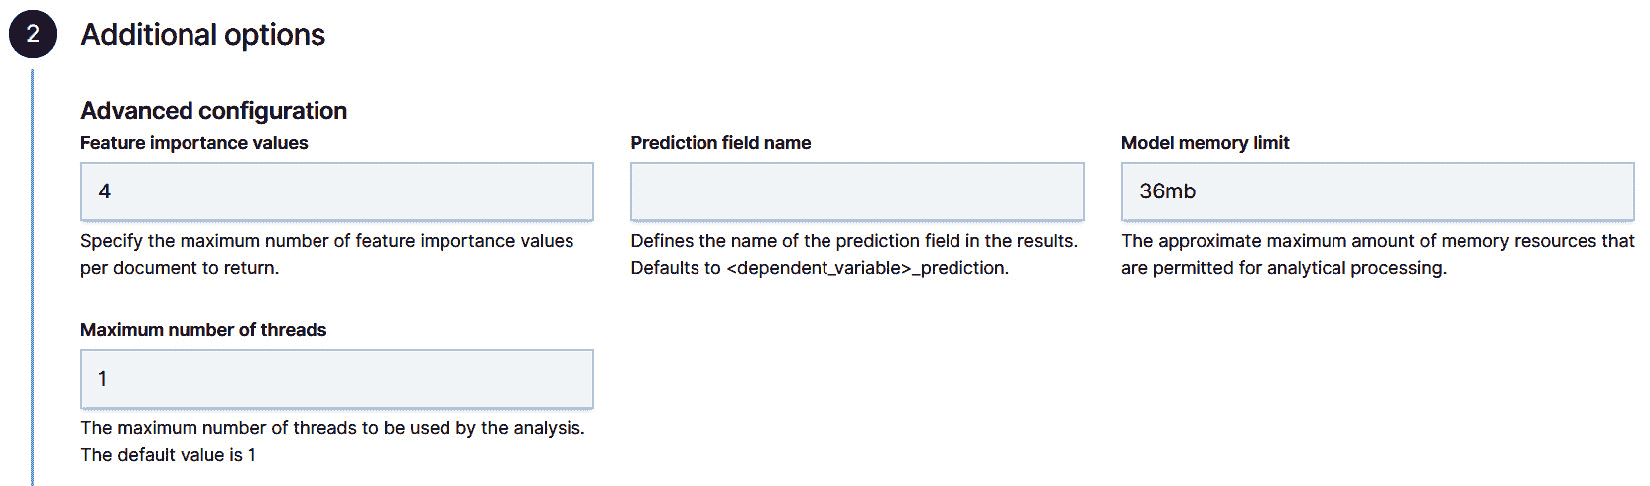 2
Additional options
Advanced configuration
Feature importance values
4
Specify the maximum number of feature importance values
per document to return.
Prediction field name
Defines the name of the prediction field in the results.
Defaults to <dependent_variable>_prediction.
Model memory limit
36mb
The approximate maximum amount of memory resources that
are permitted for analytical processing.
Maximum number of threads
1
The maximum number of threads to be used by the analysis.
The default value is 1